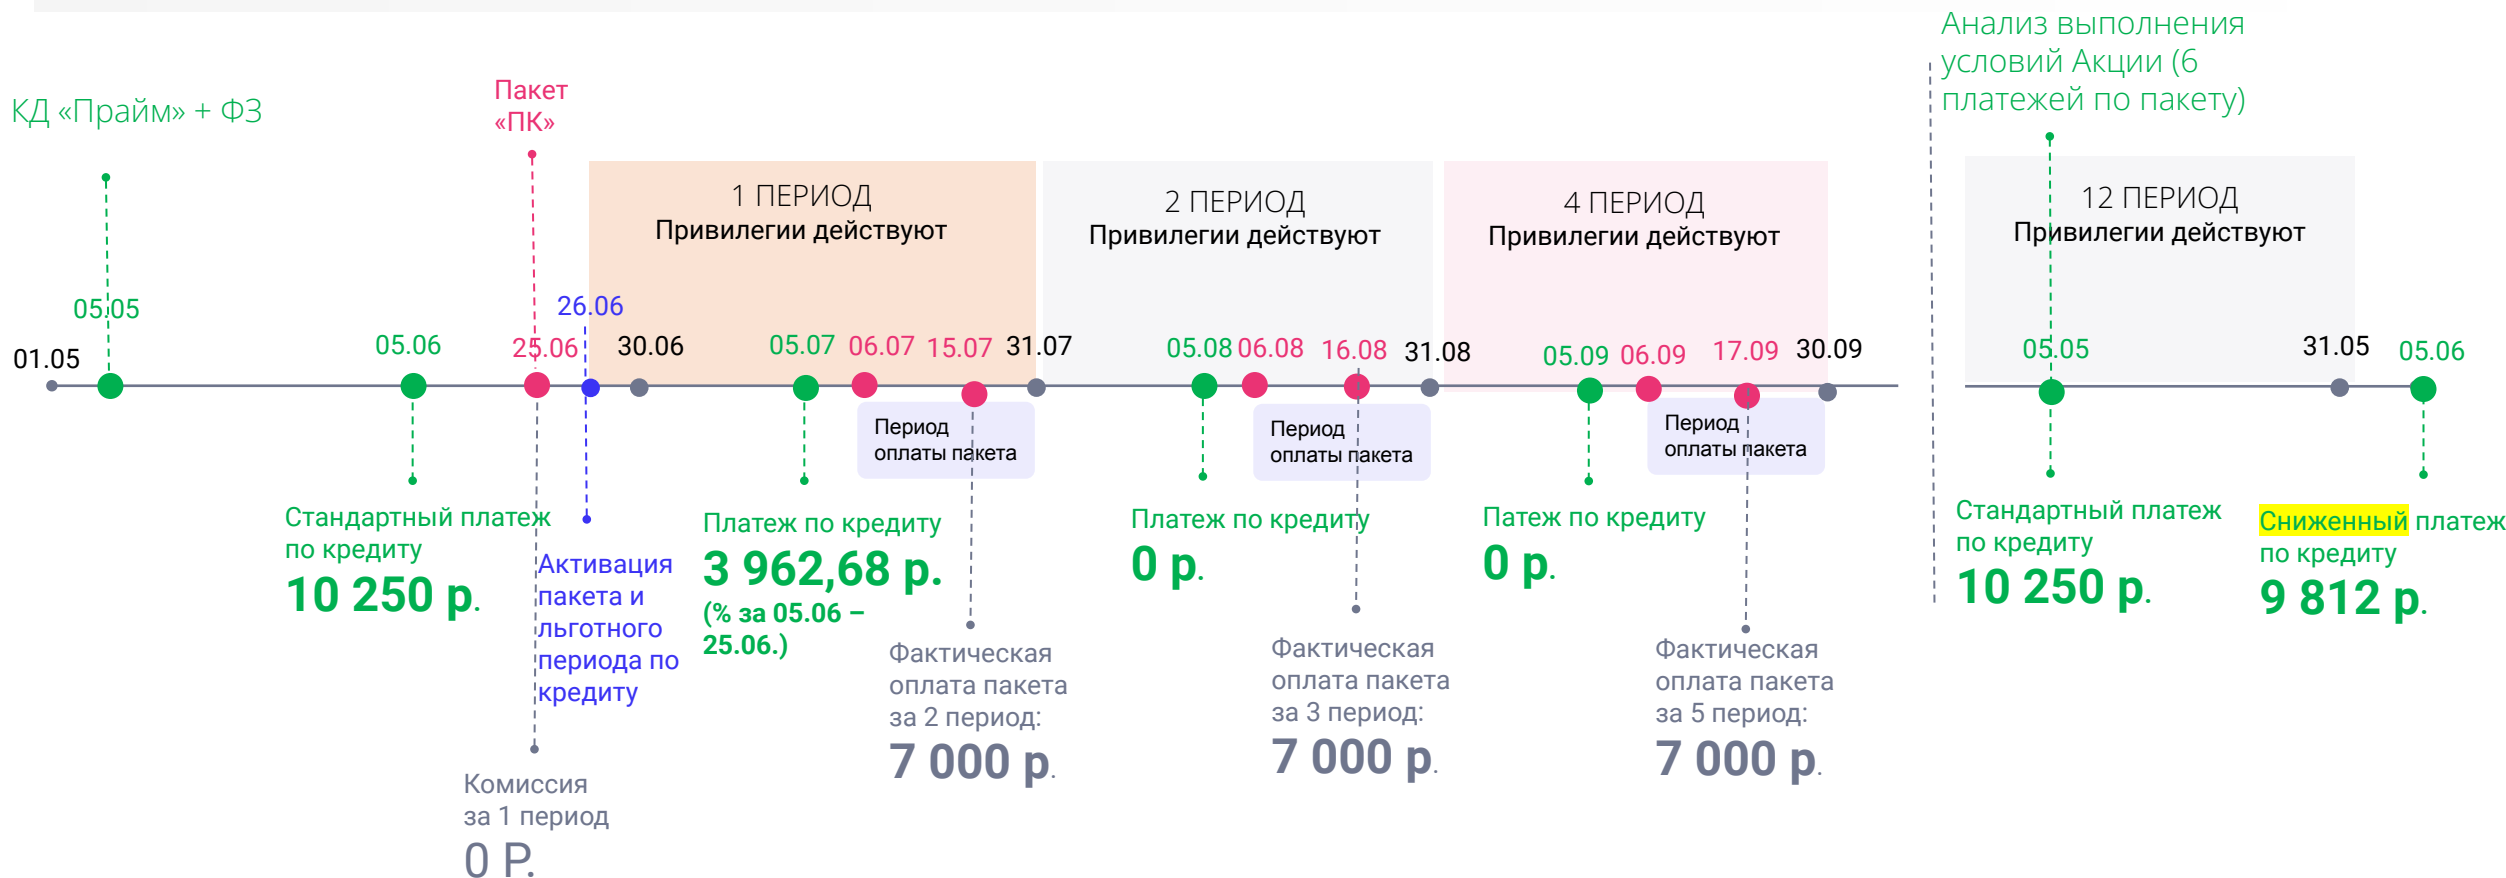 КД «Прайм» + ФЗ
Пакет
«ПК»
Анализ выполнения
условий Акции (6
платежей по пакету)
1 ПЕРИОД
Привилегии действуют
2 ПЕРИОД
Привилегии действуют
4 ПЕРИОД
Привилегии действуют
12 ПЕРИОД
Привилегии действуют
01.05
05.05
05.06
25.06
26.06
30.06
05.07
06.07
15.07
31.07
05.08
06.08
16.08
31.08
05.09
06.09
17.09
30.09
05.05
31.05
05.06
Период
оплаты пакета
Период
оплаты пакета
Период
оплаты пакета
Стандартный платеж
по кредиту
10 250 р.
Активация
пакета и
льготного
периода по
кредиту
Платеж по кредиту
3 962,68 р.
(% за 05.06 –
25.06.)
Платеж по кредиту
0 р.
Патеж по кредиту
0 р.
Стандартный платеж
по кредиту
10 250 р.
Сниженный платеж
по кредиту
9 812 р.
Комиссия
за 1 период
0 Р.
Фактическая
оплата пакета
за 2 период:
7 000 р.
Фактическая
оплата пакета
за 3 период:
7 000 р.
Фактическая
оплата пакета
за 5 период:
7 000 р.